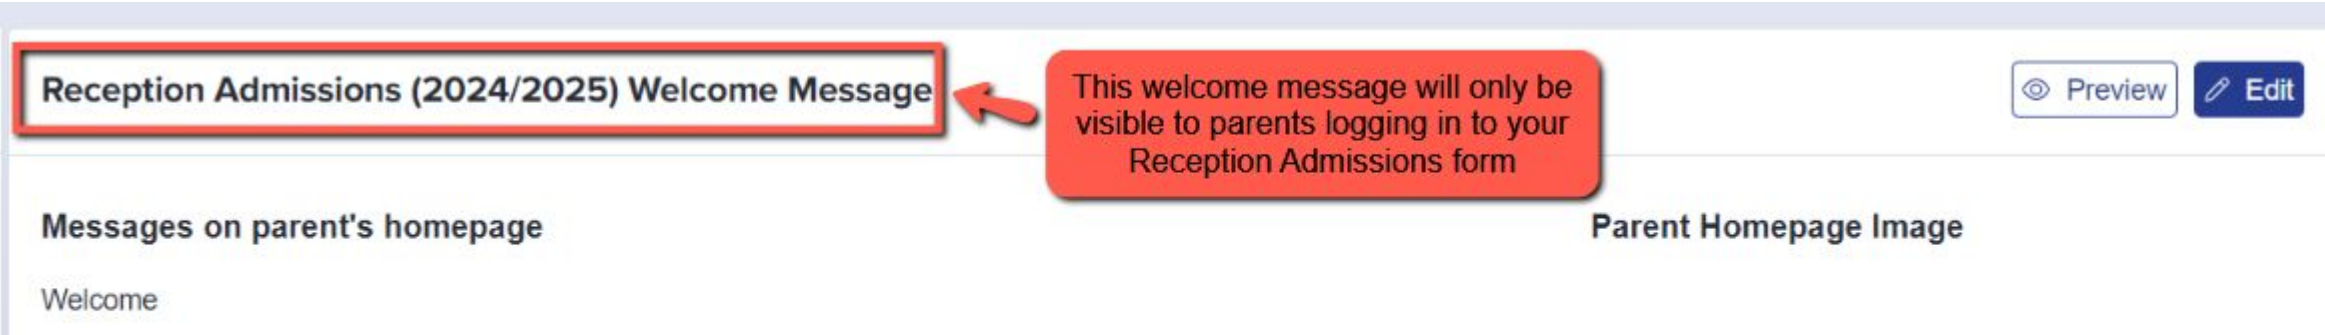 Reception Admissions (2024/2025) Welcome Message
This welcome message will only be
visible to parents logging in to your
Reception Admissions form
Preview
Edit
Messages on parent's homepage
Parent Homepage Image
Welcome